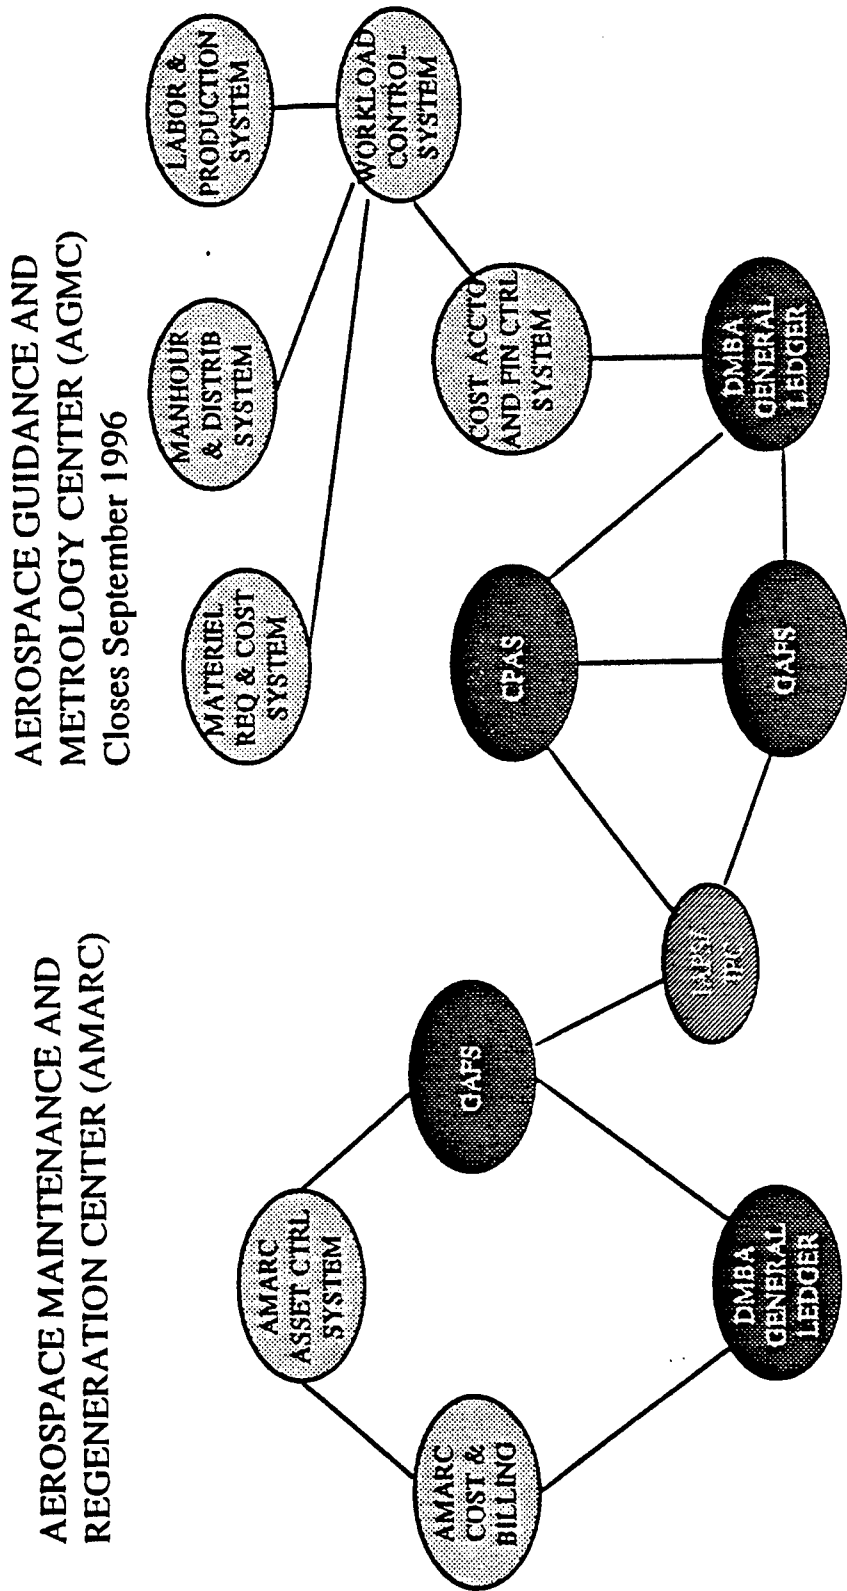 AEROSPACE MAINTENANCE AND
REGENERATION CENTER (AMARC)
AEROSPACE GUIDANCE AND
METROLOGY CENTER (AGMC)
Closes September 1996
AMARC
COST &
BILLING
AMARC
ASSET CTRL
SYSTEM
GAFS
DMBA
GENERAL
LEDGER
MATERIEL
REQ & COST
SYSTEM
MANHOUR
& DISTRIB
SYSTEM
LABOR &
PRODUCTION
SYSTEM
WORKLOAD
CONTROL
SYSTEM
COST ACCTG
AND FIN CTRL
SYSTEM
CPAS
GAFS
DMBA
GENERAL
LEDGER